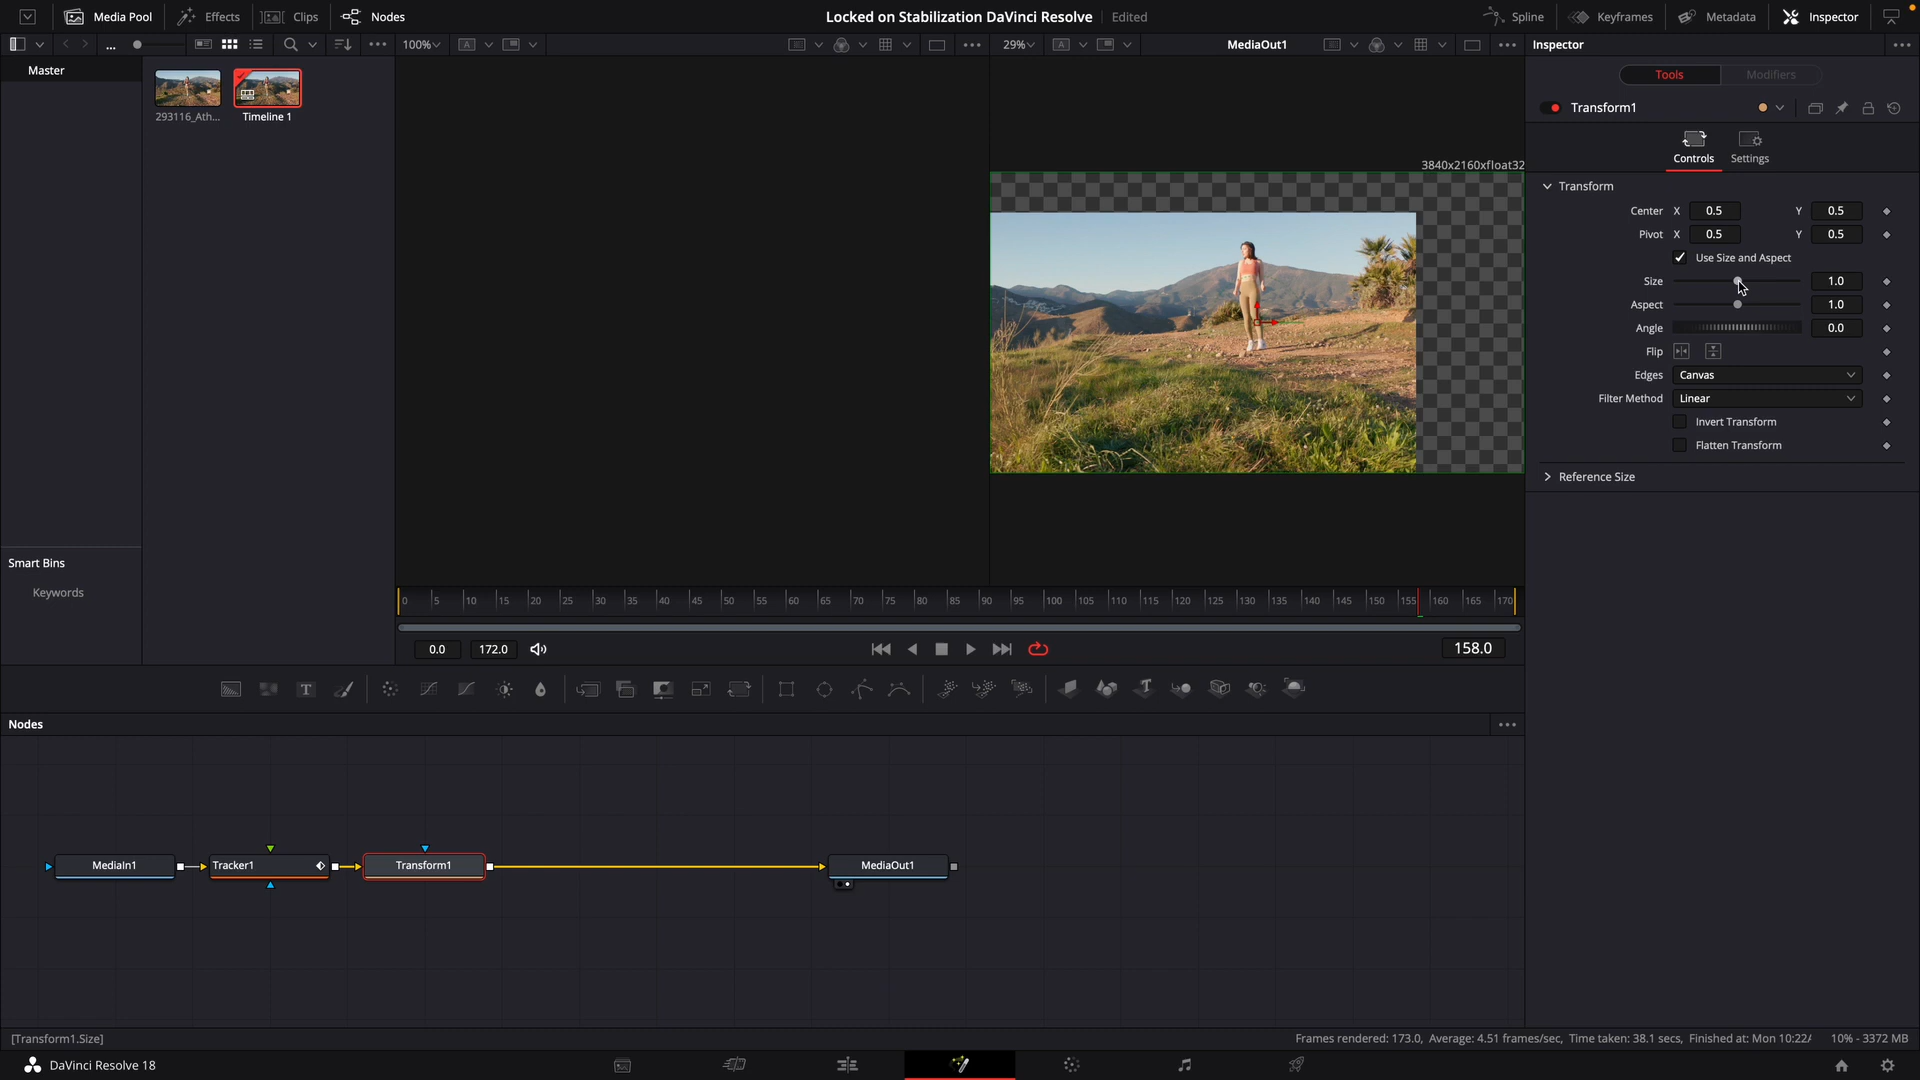 Media Pool Effects Clips Nodes Locked on Stabilization DaVinci Resolve Edited Spline Keyframes Metadata Inspector
... 100% A 29% A MediaOut1 Inspector
Master
293116_Ath...
Timeline 1
Smart Bins
Keywords
3840x2160xfloat32
Tools Modifiers
Transform1
Controls Settings
Transform
Center X 0.5 Y 0.5
Pivot X 0.5 Y 0.5
Use Size and Aspect
Size 1.0
Aspect 1.0
Angle 0.0
Flip
Edges Canvas
Filter Method Linear
Invert Transform
Flatten Transform
Reference Size
0 5 10 15 20 25 30 35 40 45 50 55 60 65 70 75 80 85 90 95 100 105 110 115 120 125 130 135 140 145 150 155 160 165 170
0.0 172.0 158.0
T
Nodes
MediaIn1 Tracker1 Transform1 MediaOut1
[Transform1.Size] Frames rendered: 173.0, Average: 4.51 frames/sec, Time taken: 38.1 secs, Finished at: Mon 10:22 10% - 3372 MB
DaVinci Resolve 18